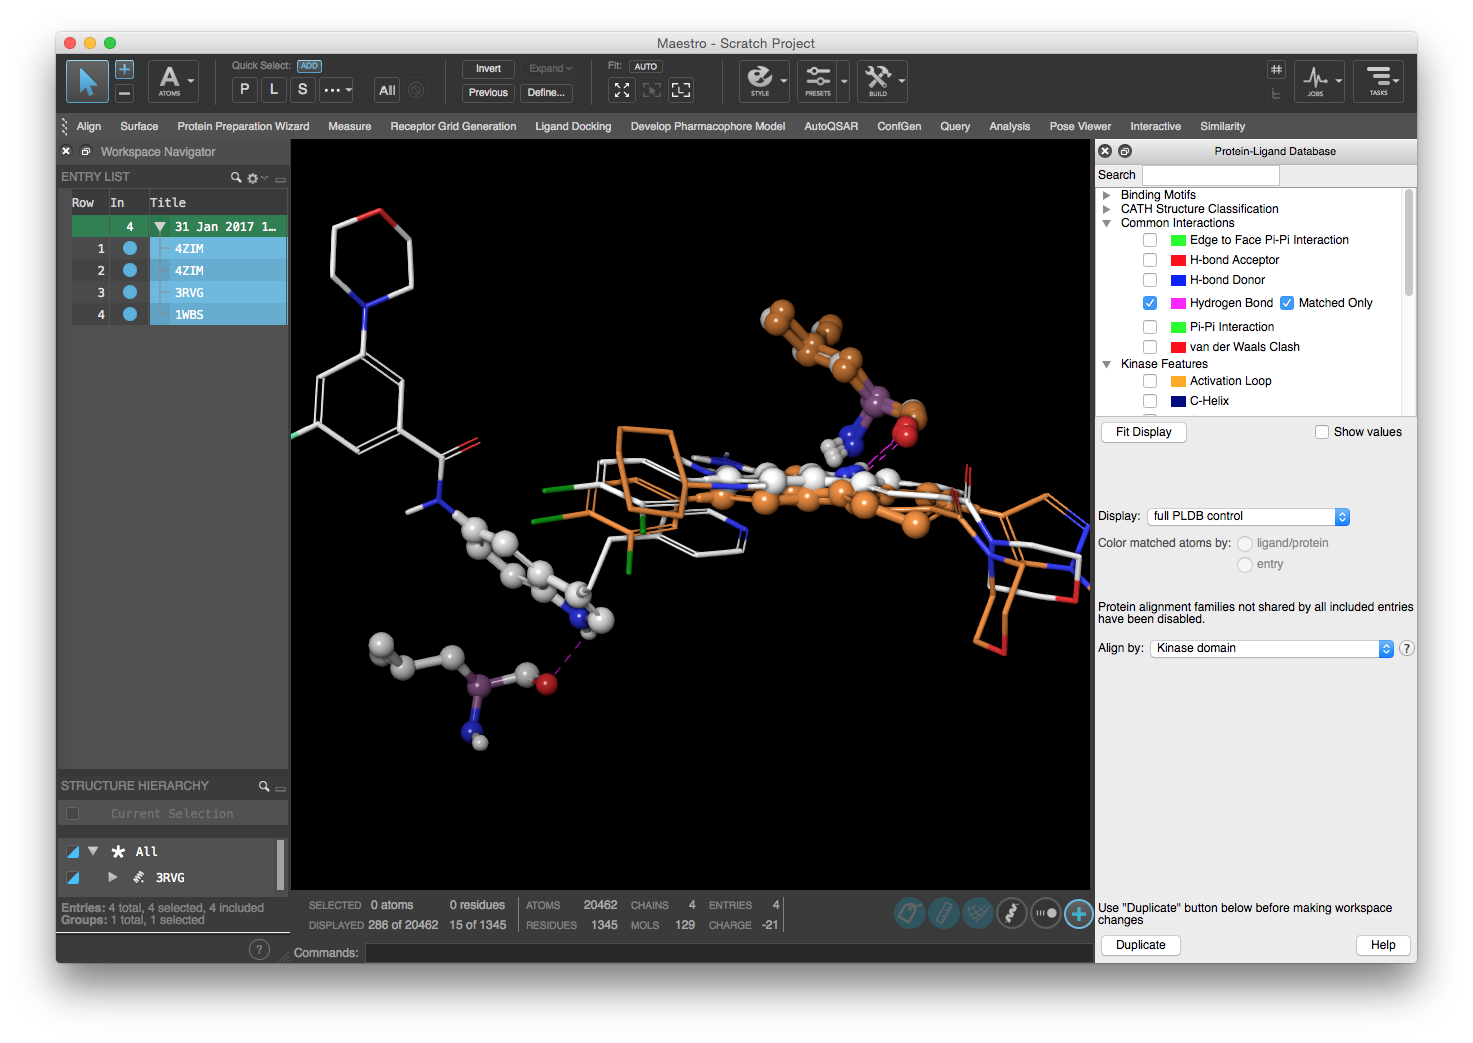 Maestro - Scratch Project
Quick Select: ADD
Invert
Expand
Fit: AUTO
A
ATOMS
P
L
S
All
Previous
Define...
STYLE
PRESETS
BUILD
JOBS
TASKS
Align
Surface
Protein Preparation Wizard
Measure
Receptor Grid Generation
Ligand Docking
Develop Pharmacophore Model
AutoQSAR
ConfGen
Query
Analysis
Pose Viewer
Interactive
Similarity
Workspace Navigator
ENTRY LIST
Row In Title
4 31 Jan 2017 1...
1 4ZIM
2 4ZIM
3 3RVG
4 1WBS
STRUCTURE HIERARCHY
Current Selection
All
3RVG
Entries: 4 total, 4 selected, 4 included
Groups: 1 total, 1 selected
?
SELECTED 0 atoms 0 residues
DISPLAYED 286 of 20462 15 of 1345
ATOMS 20462 CHAINS 4 ENTRIES 4
RESIDUES 1345 MOLS 129 CHARGE -21
Commands:
Protein-Ligand Database
Search
Binding Motifs
CATH Structure Classification
Common Interactions
Edge to Face Pi-Pi Interaction
H-bond Acceptor
H-bond Donor
Hydrogen Bond Matched Only
Pi-Pi Interaction
van der Waals Clash
Kinase Features
Activation Loop
C-Helix
Fit Display
Show values
Display: full PLDB control
Color matched atoms by: ligand/protein
entry
Protein alignment families not shared by all included entries
have been disabled.
Align by: Kinase domain ?
Use "Duplicate" button below before making workspace
changes
Duplicate
Help